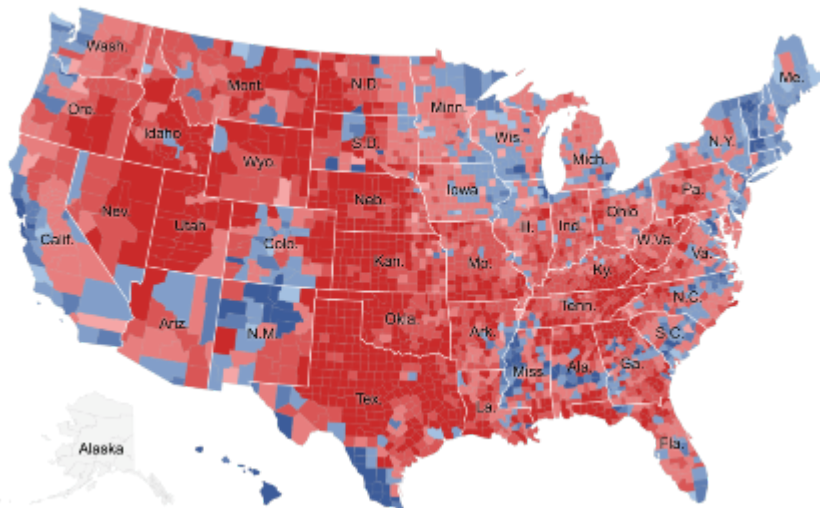 Wash.
Me.
Mont.
N.D.
Minn.
Ore.
Idaho
Wis.
N.Y.
S.D.
Mich.
Wyo.
Iowa
Pa.
Neb.
Nev.
Utah
Ill.
Ind.
Ohio
Calif.
Colo.
W.Va.
Va.
Kan.
Mo.
Ky.
N.C.
Tenn.
Ariz.
N.M.
Okla.
Ark.
S.C.
Miss.
Ala.
Ga.
Tex.
La.
Alaska
Fla.